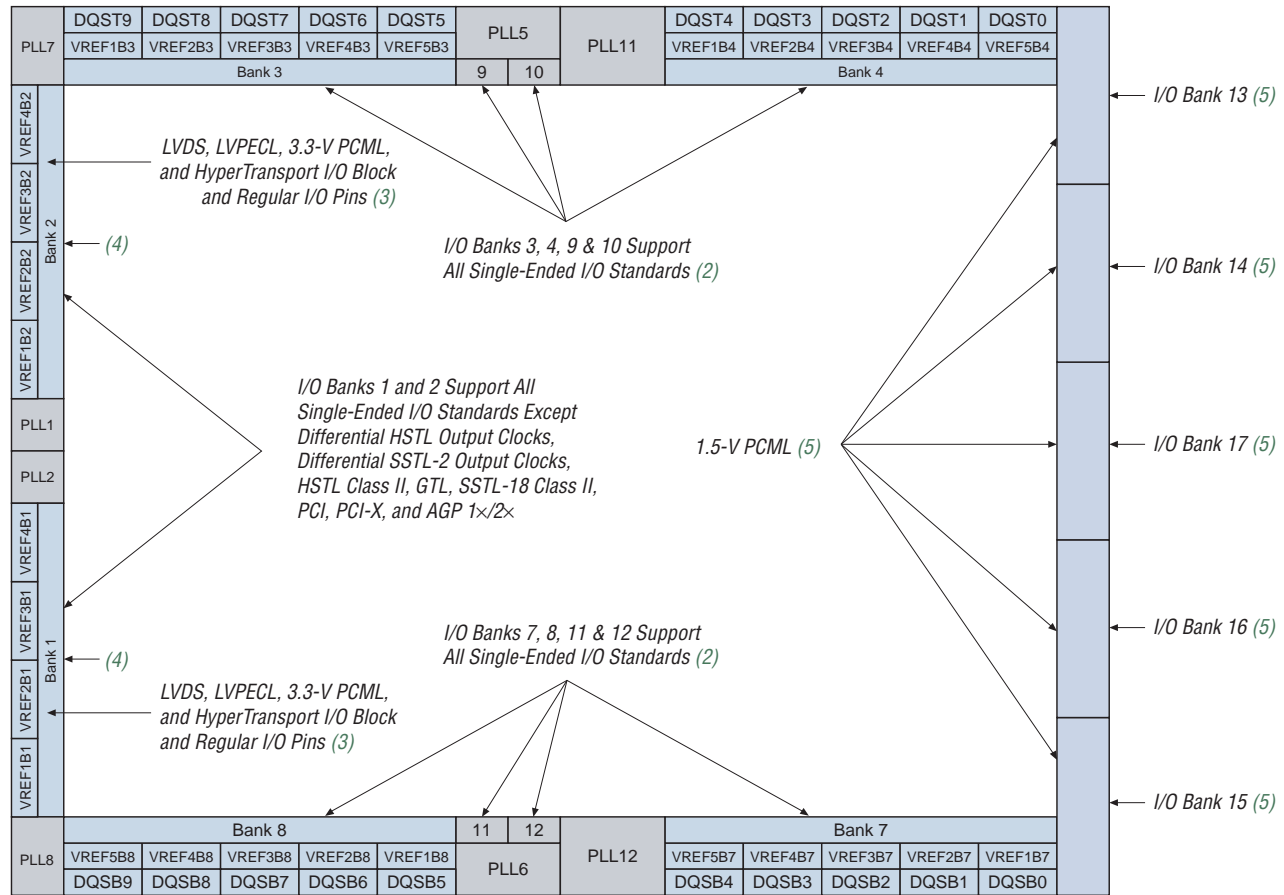 PLL7
DQST9 DQST8 DQST7 DQST6 DQST5
VREF1B3 VREF2B3 VREF3B3 VREF4B3 VREF5B3
Bank 3
PLL5
9 10
PLL11
DQST4 DQST3 DQST2 DQST1 DQST0
VREF1B4 VREF2B4 VREF3B4 VREF4B4 VREF5B4
Bank 4
VREF4B2
VREF3B2
VREF2B2
VREF1B2
Bank 2
LVDS, LVPECL, 3.3-V PCML,
and HyperTransport I/O Block
and Regular I/O Pins (3)
(4)
I/O Banks 3, 4, 9 & 10 Support
All Single-Ended I/O Standards (2)
I/O Bank 13 (5)
I/O Bank 14 (5)
PLL1
PLL2
I/O Banks 1 and 2 Support All
Single-Ended I/O Standards Except
Differential HSTL Output Clocks,
Differential SSTL-2 Output Clocks,
HSTL Class II, GTL, SSTL-18 Class II,
PCI, PCI-X, and AGP 1×/2×
1.5-V PCML (5)
I/O Bank 17 (5)
VREF4B1
VREF3B1
VREF2B1
VREF1B1
Bank 1
(4)
I/O Banks 7, 8, 11 & 12 Support
All Single-Ended I/O Standards (2)
I/O Bank 16 (5)
LVDS, LVPECL, 3.3-V PCML,
and HyperTransport I/O Block
and Regular I/O Pins (3)
I/O Bank 15 (5)
PLL8
Bank 8
VREF5B8 VREF4B8 VREF3B8 VREF2B8 VREF1B8
DQSB9 DQSB8 DQSB7 DQSB6 DQSB5
11 12
PLL6
PLL12
Bank 7
VREF5B7 VREF4B7 VREF3B7 VREF2B7 VREF1B7
DQSB4 DQSB3 DQSB2 DQSB1 DQSB0